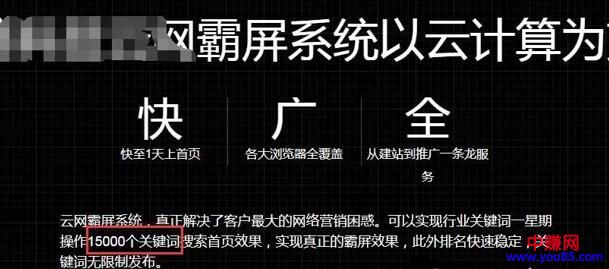 云网霸屏系统以云计算为
快 广 全
快至1天上首页 各大浏览器全覆盖 从建站到推广一条龙服
务
云网霸屏系统，真正解决了客户最大的网络营销困惑。可以实现行业关键词一星期
操作15000个关键词搜索首页效果，实现真正的霸屏效果，此外排名快速稳定，关
键词无限制发布。
中赚网
www.you85.com